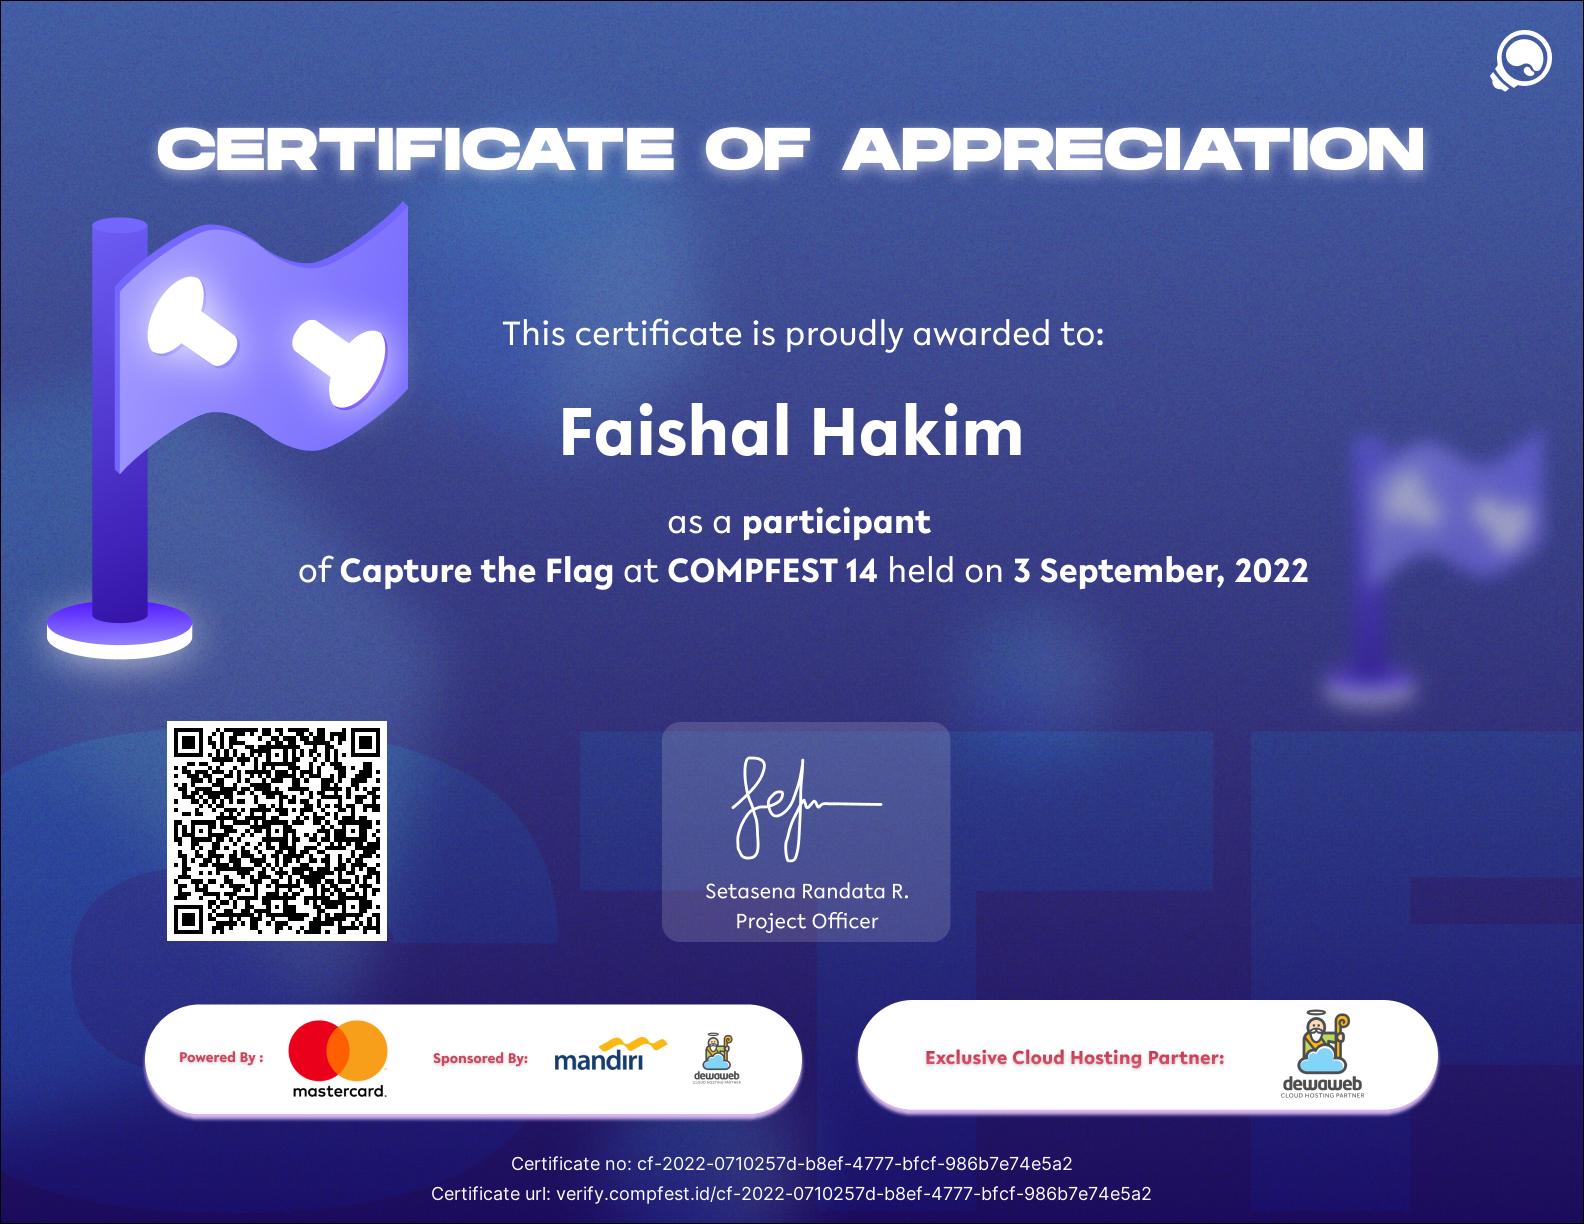 CERTIFICATE OF APPRECIATION
This certificate is proudly awarded to:
Faishal Hakim
as a participant
of Capture the Flag at COMPFEST 14 held on 3 September, 2022
Setasena Randata R.
Project Officer
Powered By :
mastercard.
Sponsored By:
mandiri
dewaweb
CLOUD HOSTING PARTNER
Exclusive Cloud Hosting Partner:
dewaweb
CLOUD HOSTING PARTNER
Certificate no: cf-2022-0710257d-b8ef-4777-bfcf-986b7e74e5a2
Certificate url: verify.compfest.id/cf-2022-0710257d-b8ef-4777-bfcf-986b7e74e5a2